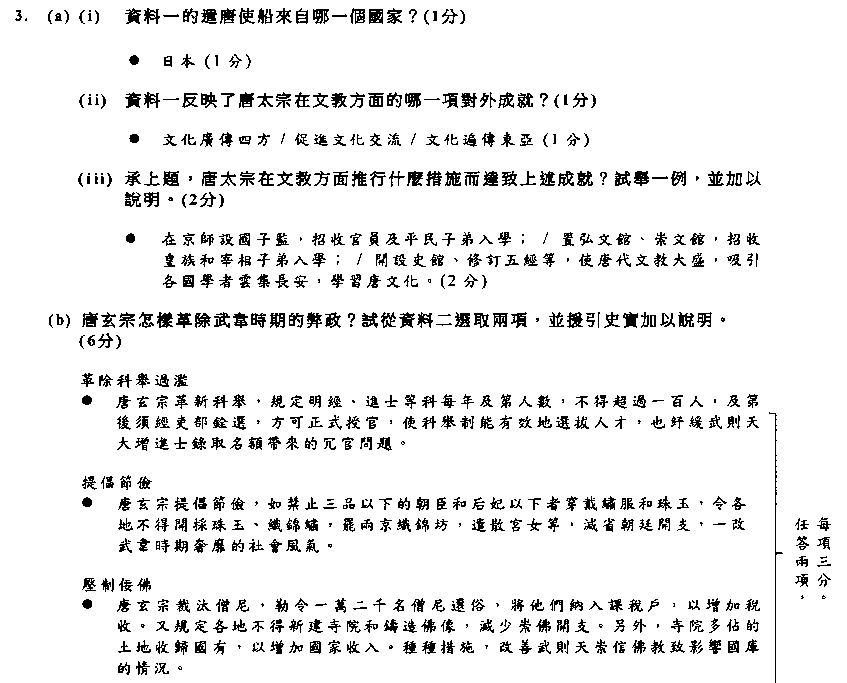 3. (a) (i) 資料一的遣唐使船來自哪一個國家？(1分)
● 日本 (1 分)
(ii) 資料一反映了唐太宗在文教方面的哪一項對外成就？(1分)
● 文化廣傳四方 / 促進文化交流 / 文化遍傳東亞 (1 分)
(iii) 承上題，唐太宗在文教方面推行什麼措施而達致上述成就？試舉一例，並加以
說明。(2分)
● 在京師設國子監，招收官員及平民子弟入學； / 置弘文館、崇文館，招收
皇族和宰相子弟入學； / 開設史館、修訂五經等，使唐代文教大盛，吸引
各國學者雲集長安，學習唐文化。(2 分)
(b) 唐玄宗怎樣革除武韋時期的弊政？試從資料二選取兩項，並援引史實加以說明。
(6分)
革除科舉過濫
● 唐玄宗革新科舉，規定明經、進士等科每年及第人數，不得超過一百人，及第
後須經吏部銓選，方可正式授官，使科舉制能有效地選拔人才，也紓緩武則天
大增進士錄取名額帶來的冗官問題。
提倡節儉
● 唐玄宗提倡節儉，如禁止三品以下的朝臣和后妃以下者穿戴繡服和珠玉，令各
地不得開採珠玉、織錦繡，罷兩京織錦坊，遣散宮女等，減省朝廷開支，一改
武韋時期奢靡的社會風氣。
壓制佞佛
● 唐玄宗裁汰僧尼，勒令一萬二千名僧尼還俗，將他們納入課稅戶，以增加稅
收。又規定各地不得新建寺院和鑄造佛像，減少崇佛開支。另外，寺院多佔的
土地收歸國有，以增加國家收入。種種措施，改善武則天崇信佛教致影響國庫
的情況。
每項三分。
任答兩項，